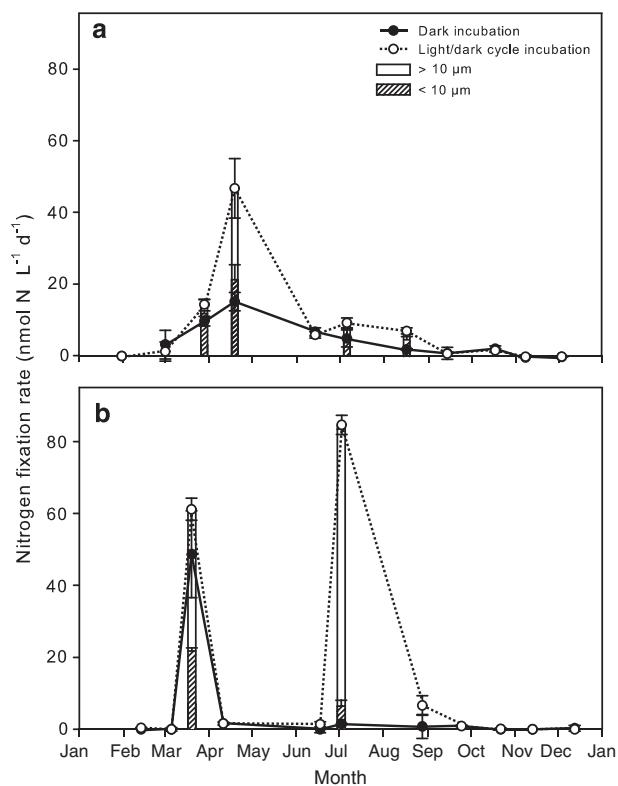 a
Dark incubation
Light/dark cycle incubation
> 10 µm
< 10 µm
80
60
40
20
0
Nitrogen fixation rate (nmol N L⁻¹ d⁻¹)
b
80
60
40
20
0
Jan Feb Mar Apr May Jun Jul Aug Sep Oct Nov Dec Jan
Month